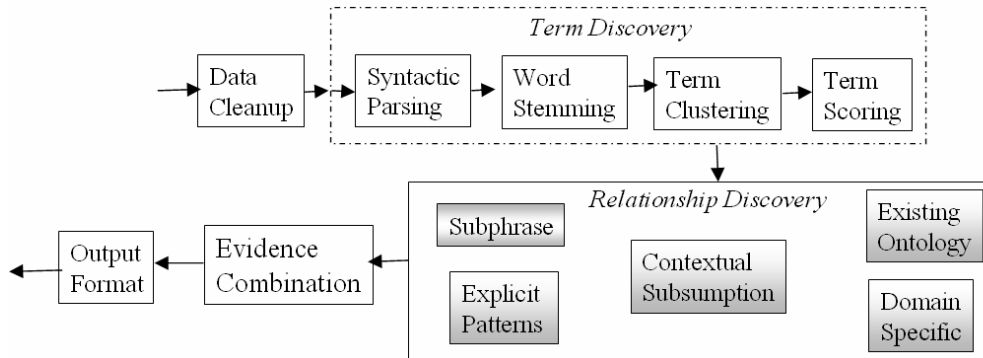 Term Discovery
Data
Cleanup
Syntactic
Parsing
Word
Stemming
Term
Clustering
Term
Scoring
Relationship Discovery
Subphrase
Explicit
Patterns
Contextual
Subsumption
Existing
Ontology
Domain
Specific
Evidence
Combination
Output
Format